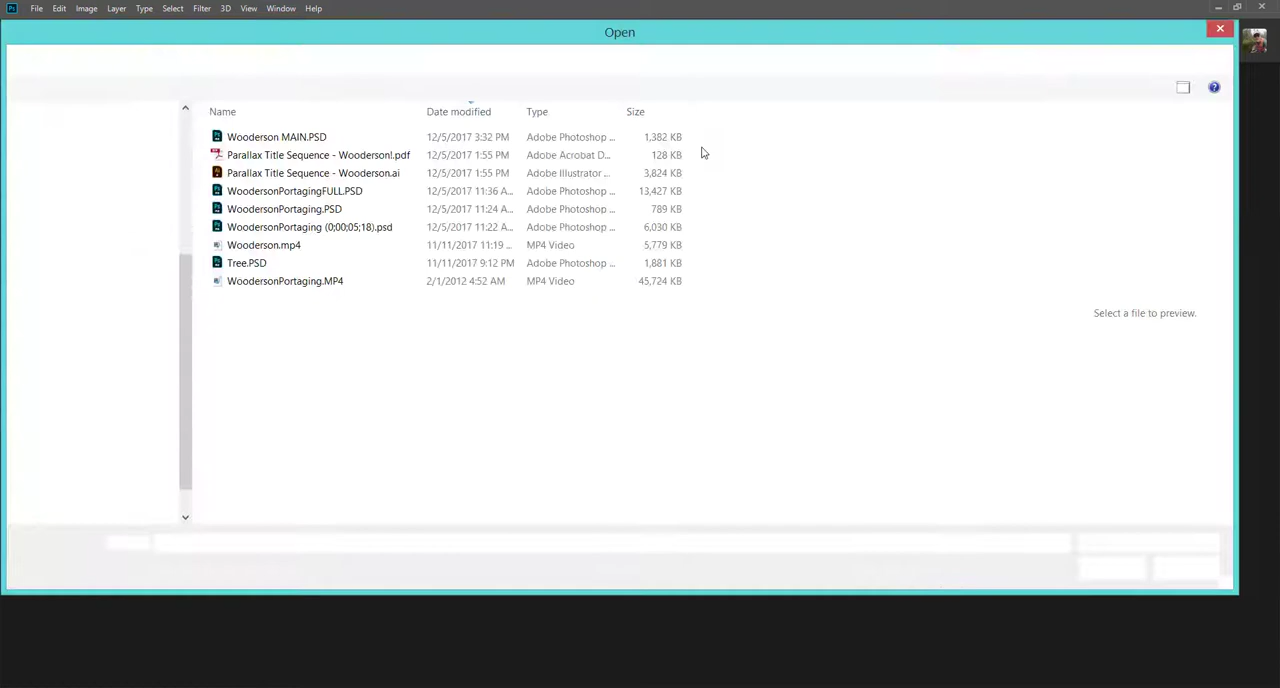 Ps File Edit Image Layer Type Select Filter 3D View Window Help
Open
Name Date modified Type Size
Wooderson MAIN.PSD 12/5/2017 3:32 PM Adobe Photoshop ... 1,382 KB
Parallax Title Sequence - Wooderson!.pdf 12/5/2017 1:55 PM Adobe Acrobat D... 128 KB
Parallax Title Sequence - Wooderson.ai 12/5/2017 1:55 PM Adobe Illustrator ... 3,824 KB
WoodersonPortagingFULL.PSD 12/5/2017 11:36 A... Adobe Photoshop ... 13,427 KB
WoodersonPortaging.PSD 12/5/2017 11:24 A... Adobe Photoshop ... 789 KB
WoodersonPortaging (0;00;05;18).psd 12/5/2017 11:22 A... Adobe Photoshop ... 6,030 KB
Wooderson.mp4 11/11/2017 11:19 ... MP4 Video 5,779 KB
Tree.PSD 11/11/2017 9:12 PM Adobe Photoshop ... 1,881 KB
WoodersonPortaging.MP4 2/1/2012 4:52 AM MP4 Video 45,724 KB
Select a file to preview.